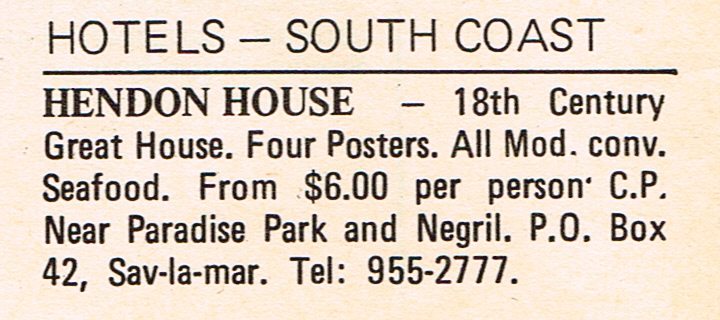 HOTELS – SOUTH COAST
HENDON HOUSE – 18th Century
Great House. Four Posters. All Mod. conv.
Seafood. From $6.00 per person· C.P.
Near Paradise Park and Negril. P.O. Box
42, Sav-la-mar. Tel: 955-2777.